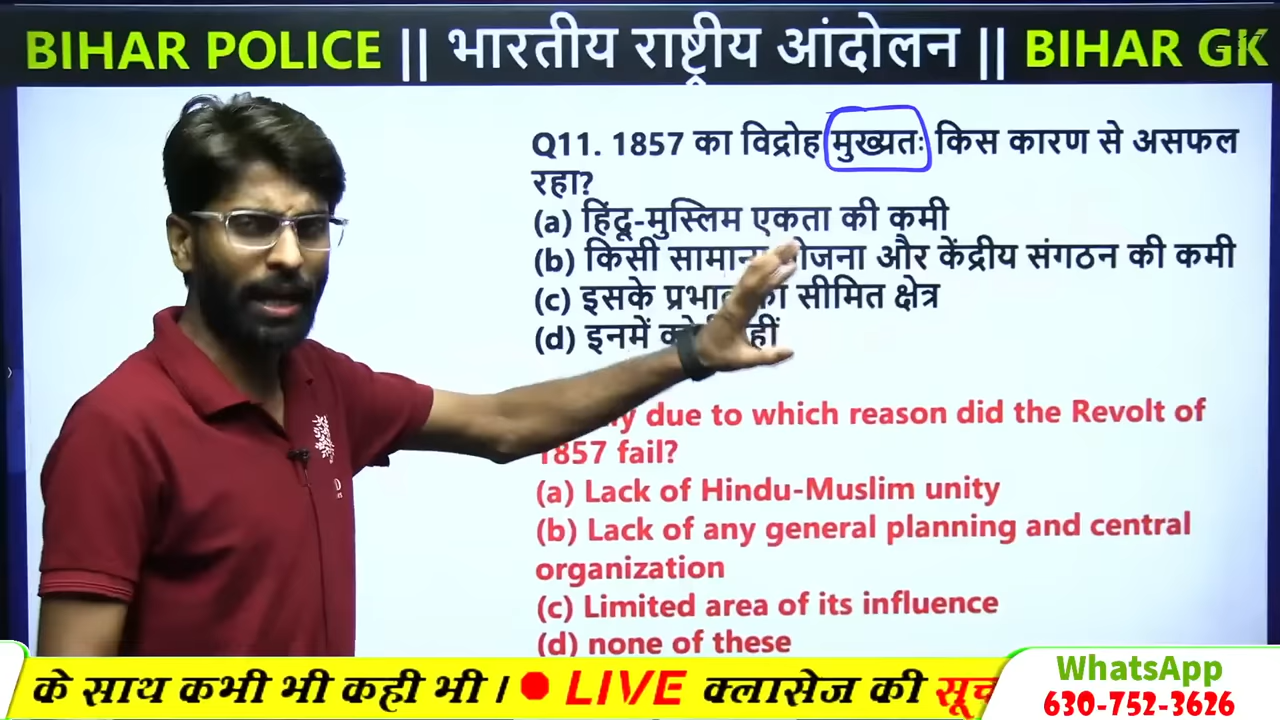 BIHAR POLICE || भारतीय राष्ट्रीय आंदोलन || BIHAR GK
Q11. 1857 का विद्रोह मुख्यतः किस कारण से असफल
रहा?
(a) हिंदू-मुस्लिम एकता की कमी
(b) किसी और केंद्रीय संगठन की कमी
(c) इसके सीमित क्षेत्र
(d) इनमें
due to which reason did the Revolt of
1857 fail?
(a) Lack of Hindu-Muslim unity
(b) Lack of any general planning and central
organization
(c) Limited area of its influence
(d) none of these
के साथ कभी भी कही भी । LIVE क्लासेज की
WhatsApp
630-752-3626